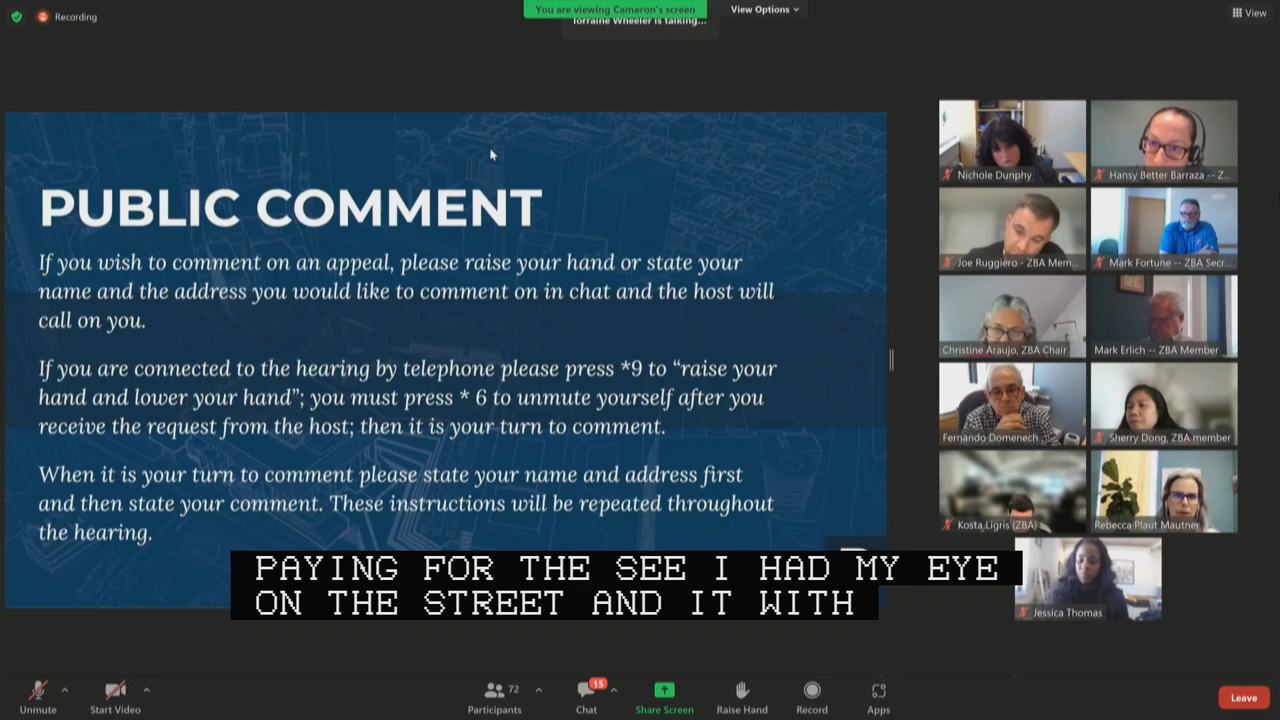 Recording
You are viewing Cameron's screen
View Options
lorraine Wheeler is talking...
View
PUBLIC COMMENT
If you wish to comment on an appeal, please raise your hand or state your
name and the address you would like to comment on in chat and the host will
call on you.
If you are connected to the hearing by telephone please press *9 to “raise your
hand and lower your hand”; you must press * 6 to unmute yourself after you
receive the request from the host; then it is your turn to comment.
When it is your turn to comment please state your name and address first
and then state your comment. These instructions will be repeated throughout
the hearing.
PAYING FOR THE SEE I HAD MY EYE
ON THE STREET AND IT WITH
Nichole Dunphy
Hansy Better Barraza -- Z...
Joe Ruggiero - ZBA Mem...
Mark Fortune -- ZBA Secr...
Christine Araujo, ZBA Chair
Mark Erlich -- ZBA Member
Fernando Domenech
Sherry Dong, ZBA member
Kosta Ligris (ZBA)
Rebecca Plaut Mautner
Jessica Thomas
Unmute
Start Video
72
Participants
15
Chat
Share Screen
Raise Hand
Record
Apps
Leave